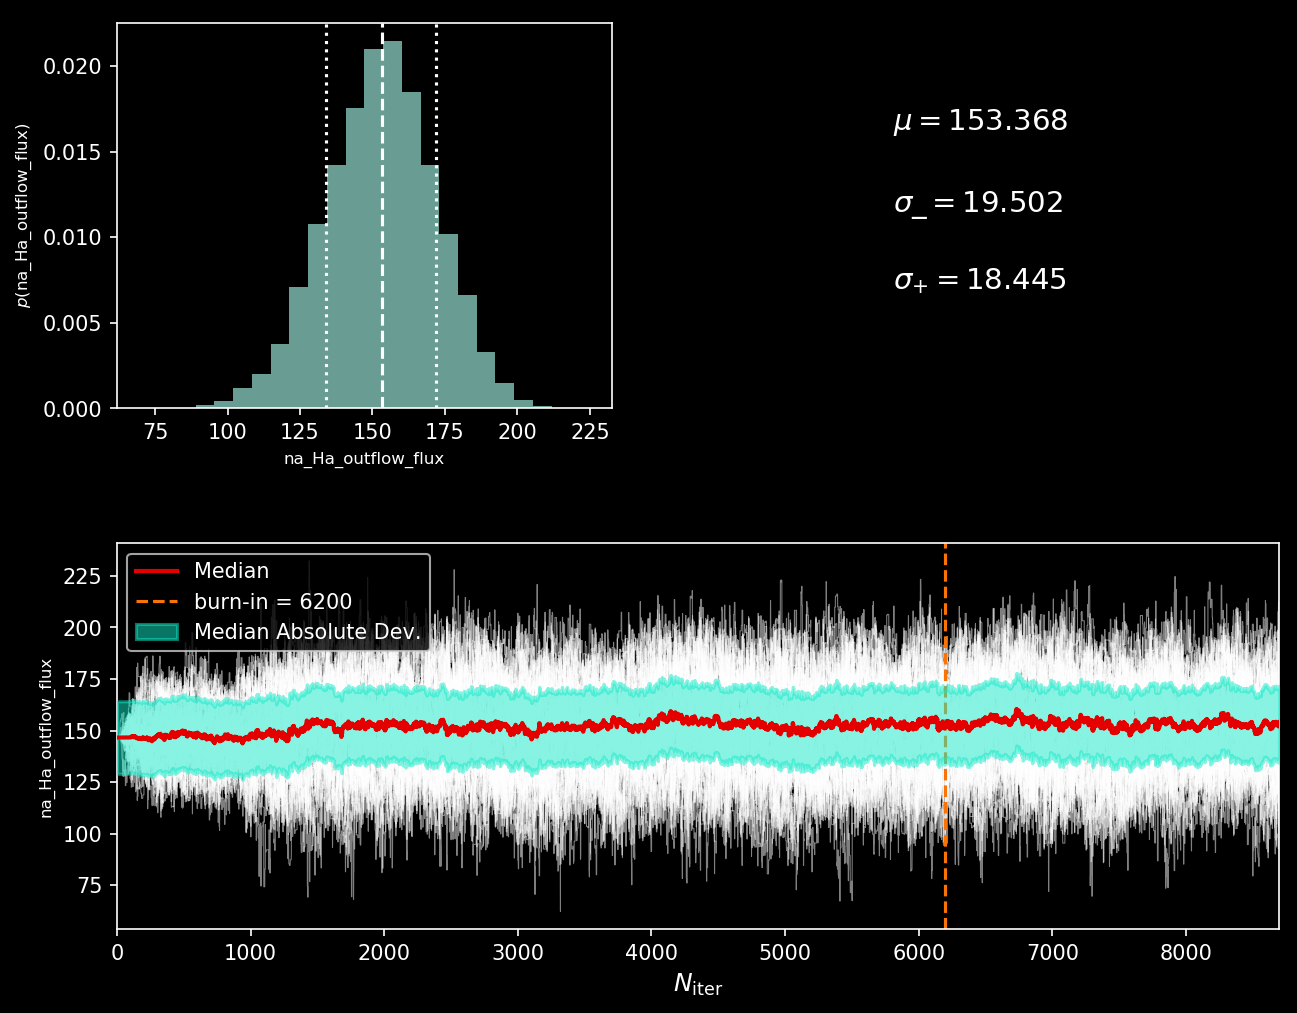 0.020
0.015
0.010
0.005
0.000
p(na_Ha_outflow_flux)
75 100 125 150 175 200 225
na_Ha_outflow_flux
μ = 153.368
σ₋ = 19.502
σ₊ = 18.445
Median
burn-in = 6200
Median Absolute Dev.
225
200
175
150
125
100
75
na_Ha_outflow_flux
0 1000 2000 3000 4000 5000 6000 7000 8000
N_iter